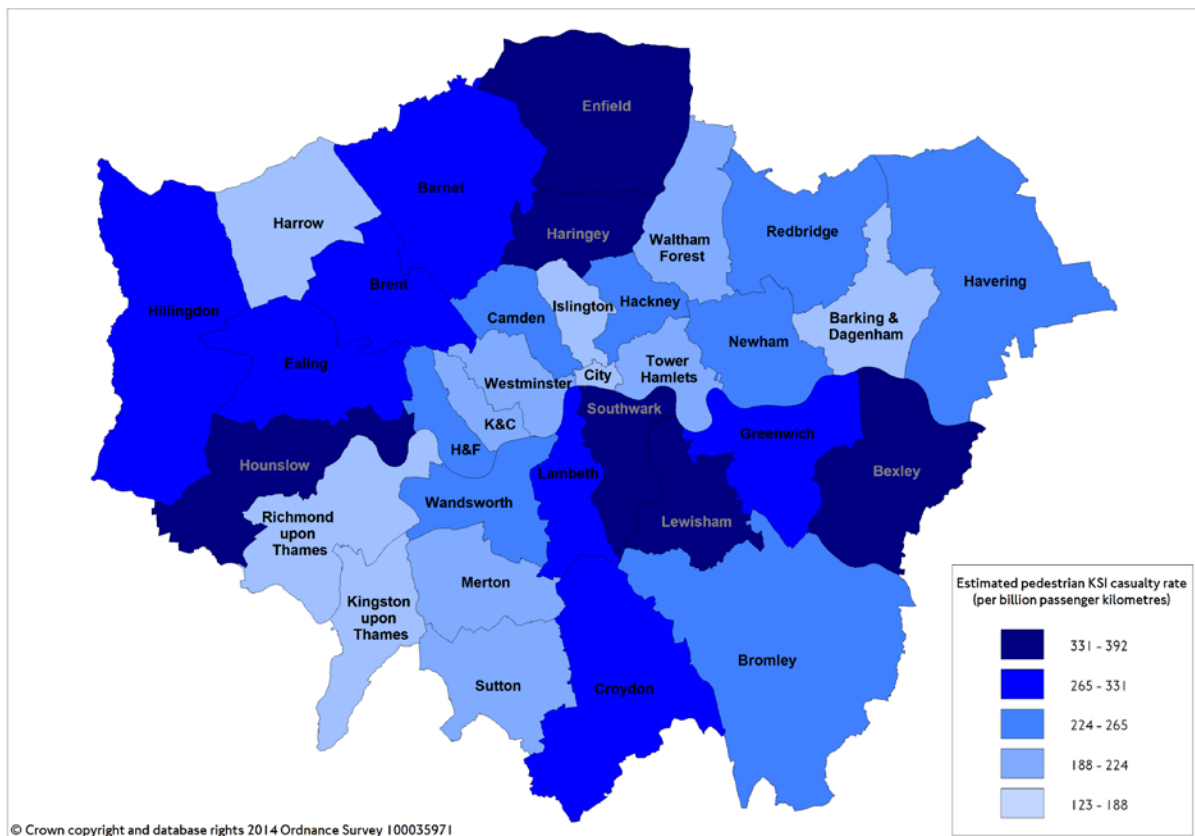 Enfield
Barnet
Harrow
Haringey
Waltham
Forest
Redbridge
Havering
Hillingdon
Brent
Camden
Islington
Hackney
Barking &
Dagenham
Newham
Ealing
Westminster
City
Tower
Hamlets
Southwark
K&C
H&F
Greenwich
Hounslow
Lambeth
Bexley
Wandsworth
Lewisham
Richmond
upon
Thames
Merton
Kingston
upon
Thames
Sutton
Croydon
Bromley
Estimated pedestrian KSI casualty rate
(per billion passenger kilometres)
331 - 392
265 - 331
224 - 265
188 - 224
123 - 188
© Crown copyright and database rights 2014 Ordnance Survey 100035971